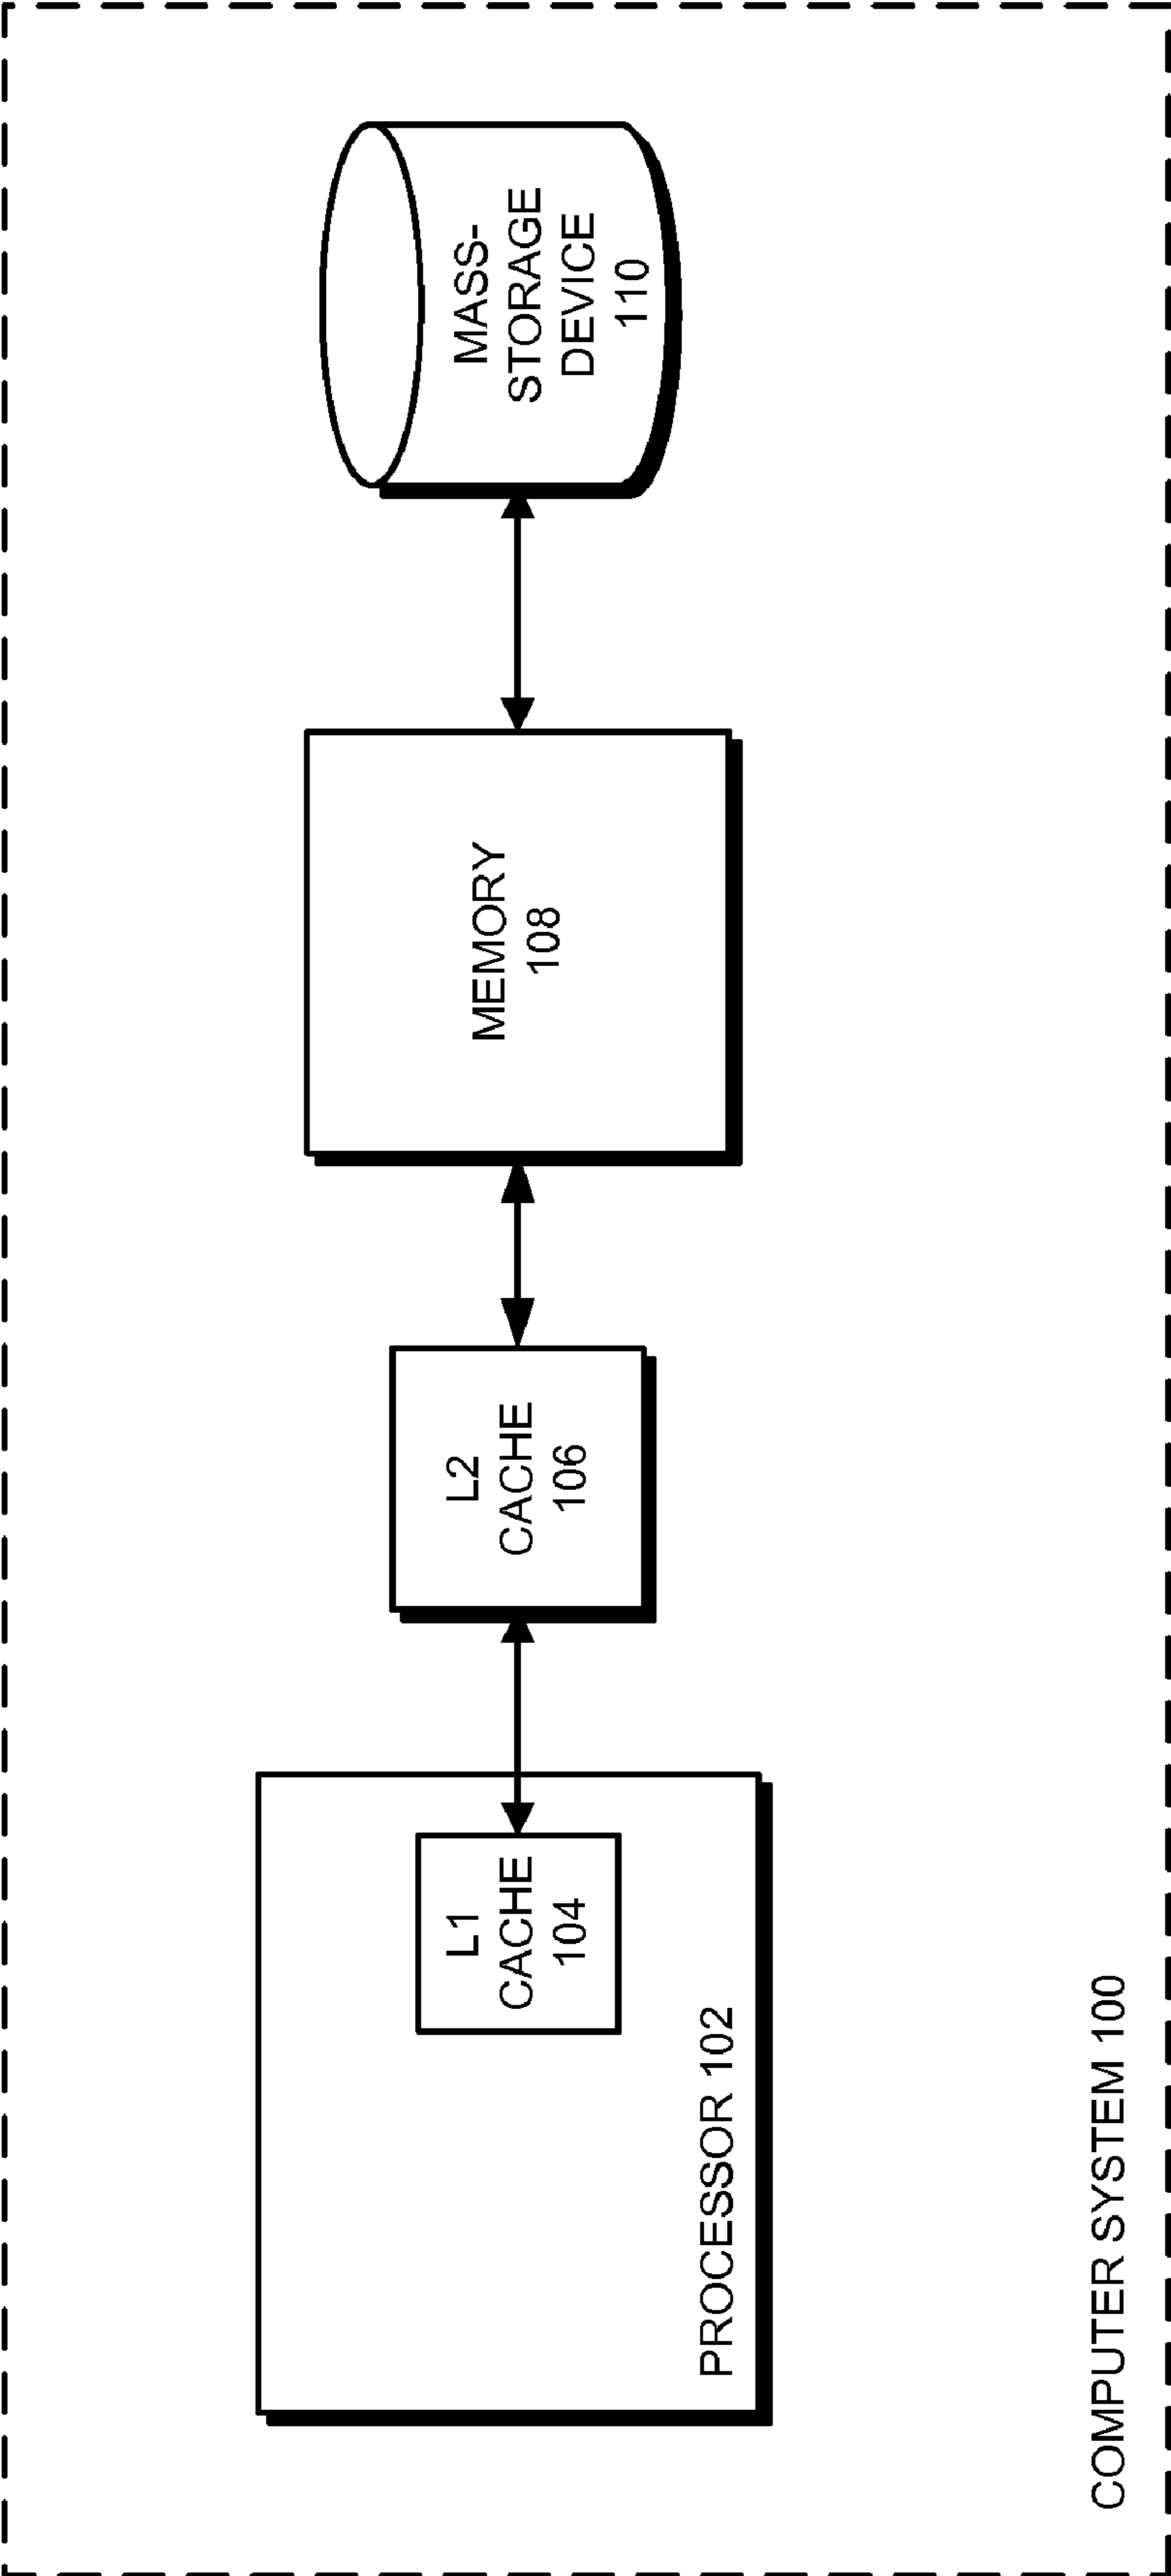 L1
CACHE
104
PROCESSOR 102
L2
CACHE
106
MEMORY
108
MASS-
STORAGE
DEVICE
110
COMPUTER SYSTEM 100